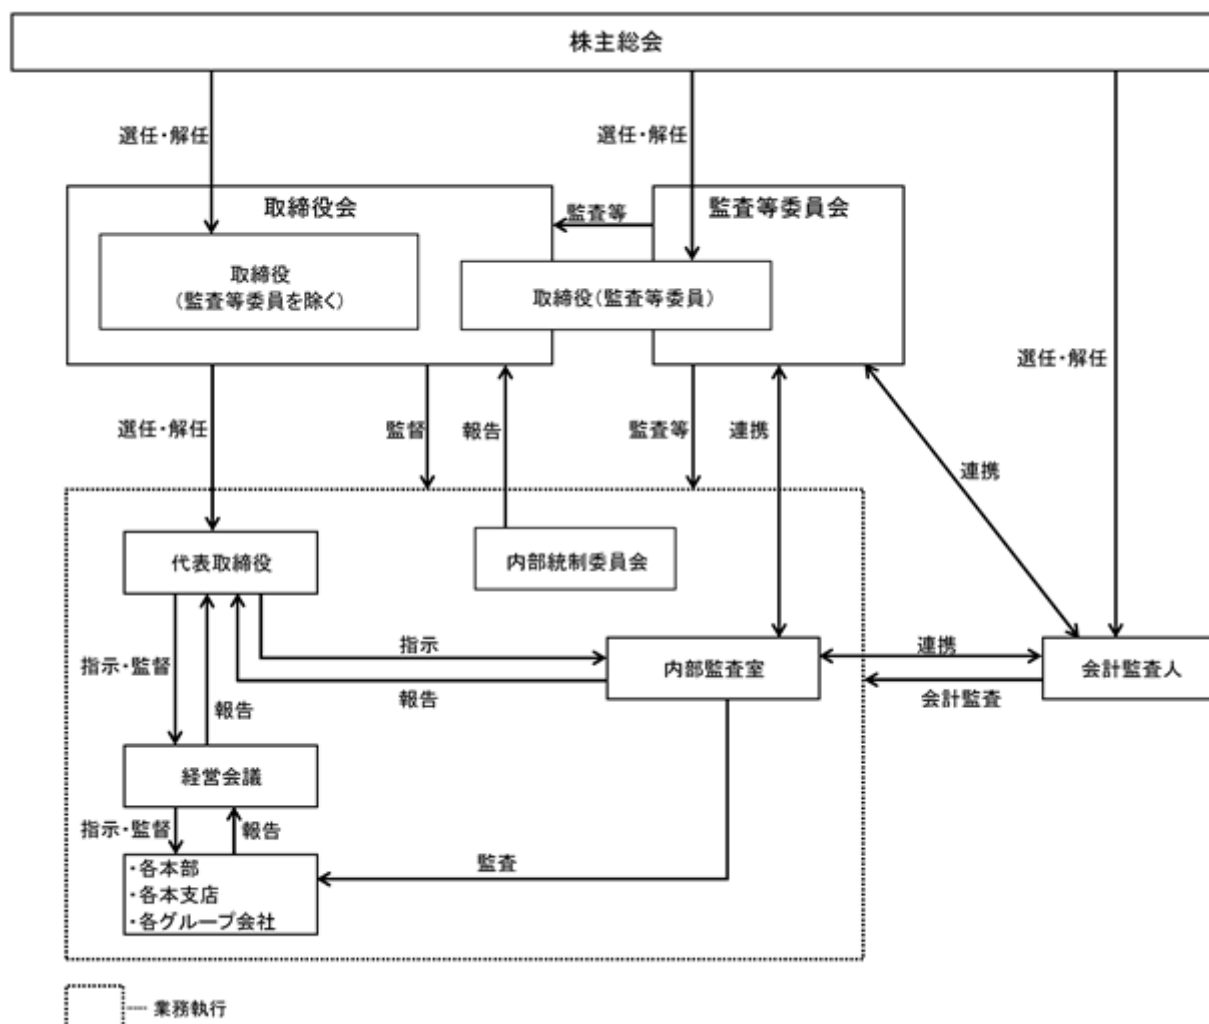 株主総会
選任・解任
選任・解任
選任・解任
取締役会
監査等
監査等委員会
取締役
(監査等委員を除く)
取締役(監査等委員)
選任・解任
監督
報告
監査等
連携
連携
代表取締役
内部統制委員会
指示・監督
報告
指示
報告
内部監査室
連携
会計監査
会計監査人
経営会議
指示・監督
報告
監査
・各本部
・各本支店
・各グループ会社
業務執行